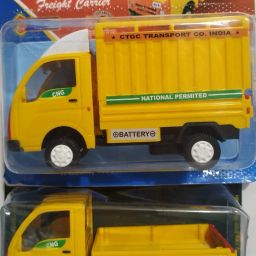 Freight Carrier
★ CTGC TRANSPORT CO. INDIA
CNG
NATIONAL PERMITED
⊖BATTERY⊖
CNG